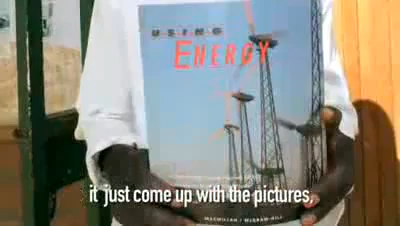 USING
ENERGY
it just come up with the pictures,
MACMILLAN / McGRAW-HILL